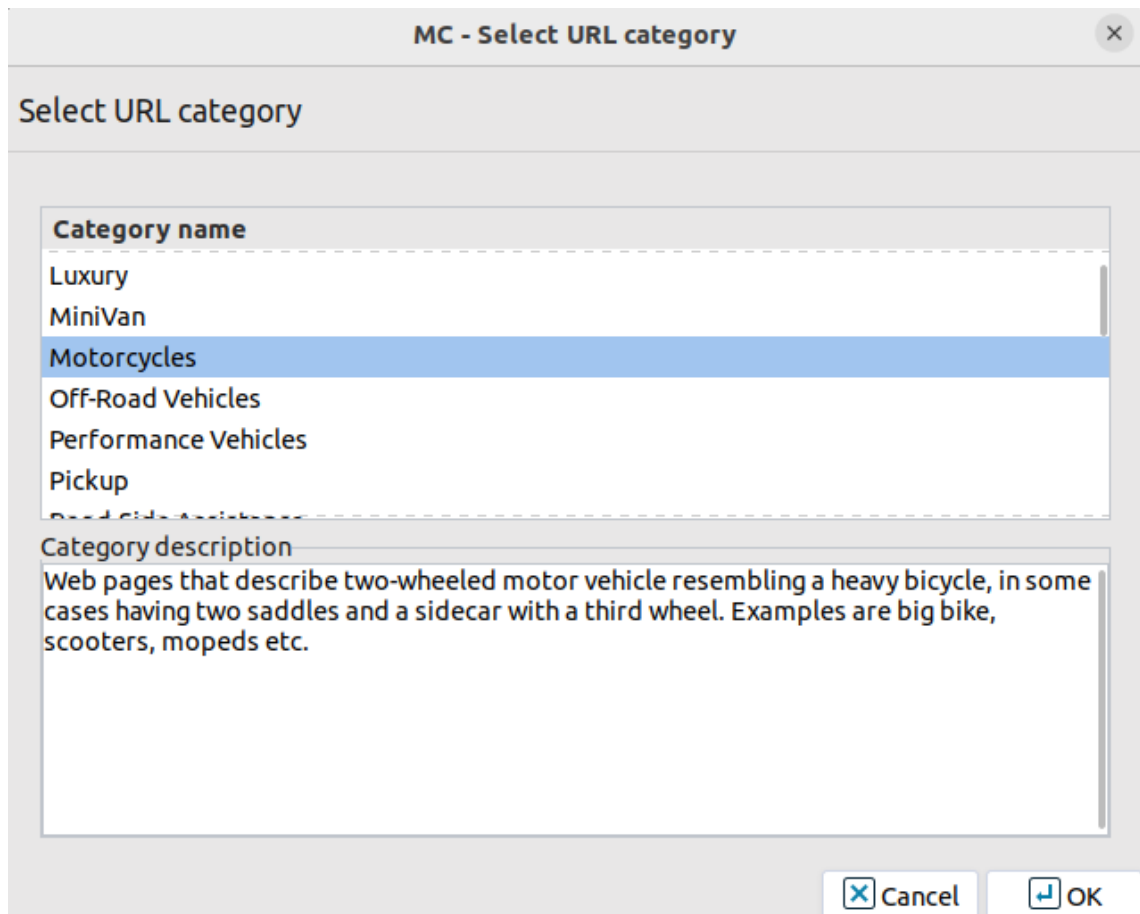 MC - Select URL category
Select URL category
Category name
Luxury
MiniVan
Motorcycles
Off-Road Vehicles
Performance Vehicles
Pickup
Category description
Web pages that describe two-wheeled motor vehicle resembling a heavy bicycle, in some
cases having two saddles and a sidecar with a third wheel. Examples are big bike,
scooters, mopeds etc.
Cancel
OK